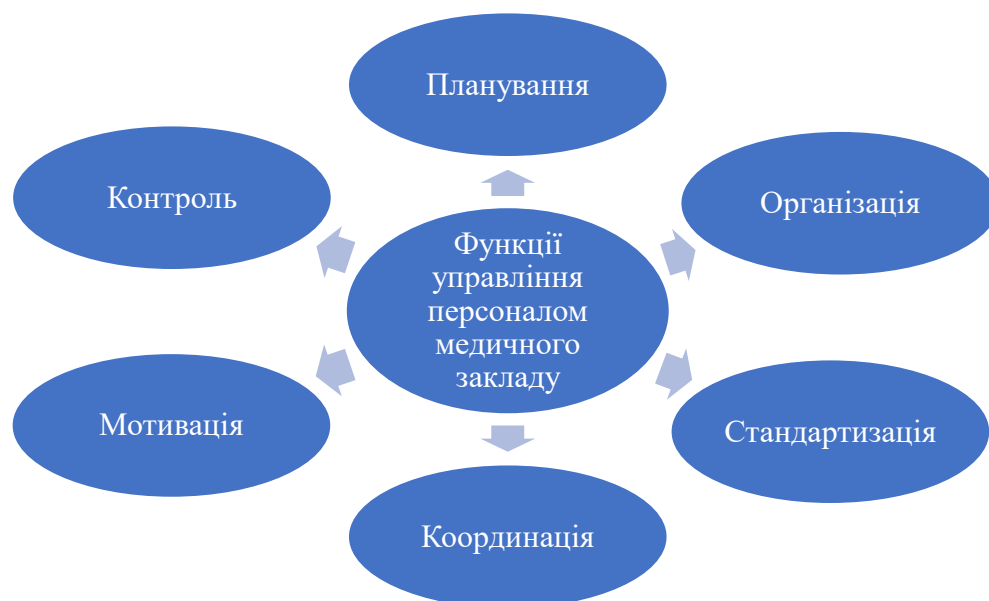 Планування
Контроль
Організація
Функції
управління
персоналом
медичного
закладу
Мотивація
Стандартизація
Координація